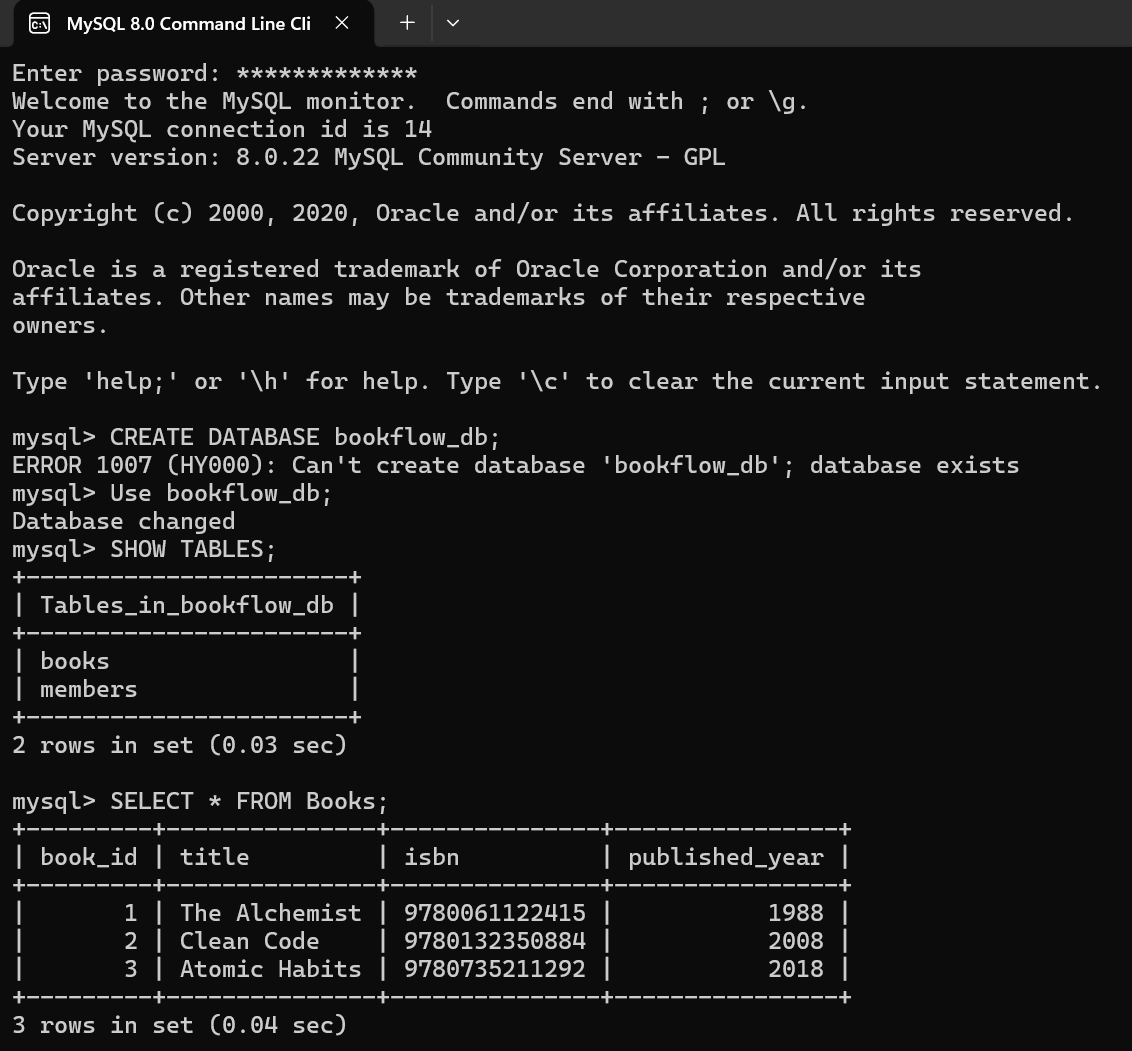 MySQL 8.0 Command Line Cli
Enter password: *************
Welcome to the MySQL monitor.  Commands end with ; or \g.
Your MySQL connection id is 14
Server version: 8.0.22 MySQL Community Server - GPL

Copyright (c) 2000, 2020, Oracle and/or its affiliates. All rights reserved.

Oracle is a registered trademark of Oracle Corporation and/or its
affiliates. Other names may be trademarks of their respective
owners.

Type 'help;' or '\h' for help. Type '\c' to clear the current input statement.

mysql> CREATE DATABASE bookflow_db;
ERROR 1007 (HY000): Can't create database 'bookflow_db'; database exists
mysql> Use bookflow_db;
Database changed
mysql> SHOW TABLES;
+-----------------------+
| Tables_in_bookflow_db |
+-----------------------+
| books                 |
| members               |
+-----------------------+
2 rows in set (0.03 sec)

mysql> SELECT * FROM Books;
+---------+---------------+---------------+----------------+
| book_id | title         | isbn          | published_year |
+---------+---------------+---------------+----------------+
|       1 | The Alchemist | 9780061122415 |           1988 |
|       2 | Clean Code    | 9780132350884 |           2008 |
|       3 | Atomic Habits | 9780735211292 |           2018 |
+---------+---------------+---------------+----------------+
3 rows in set (0.04 sec)